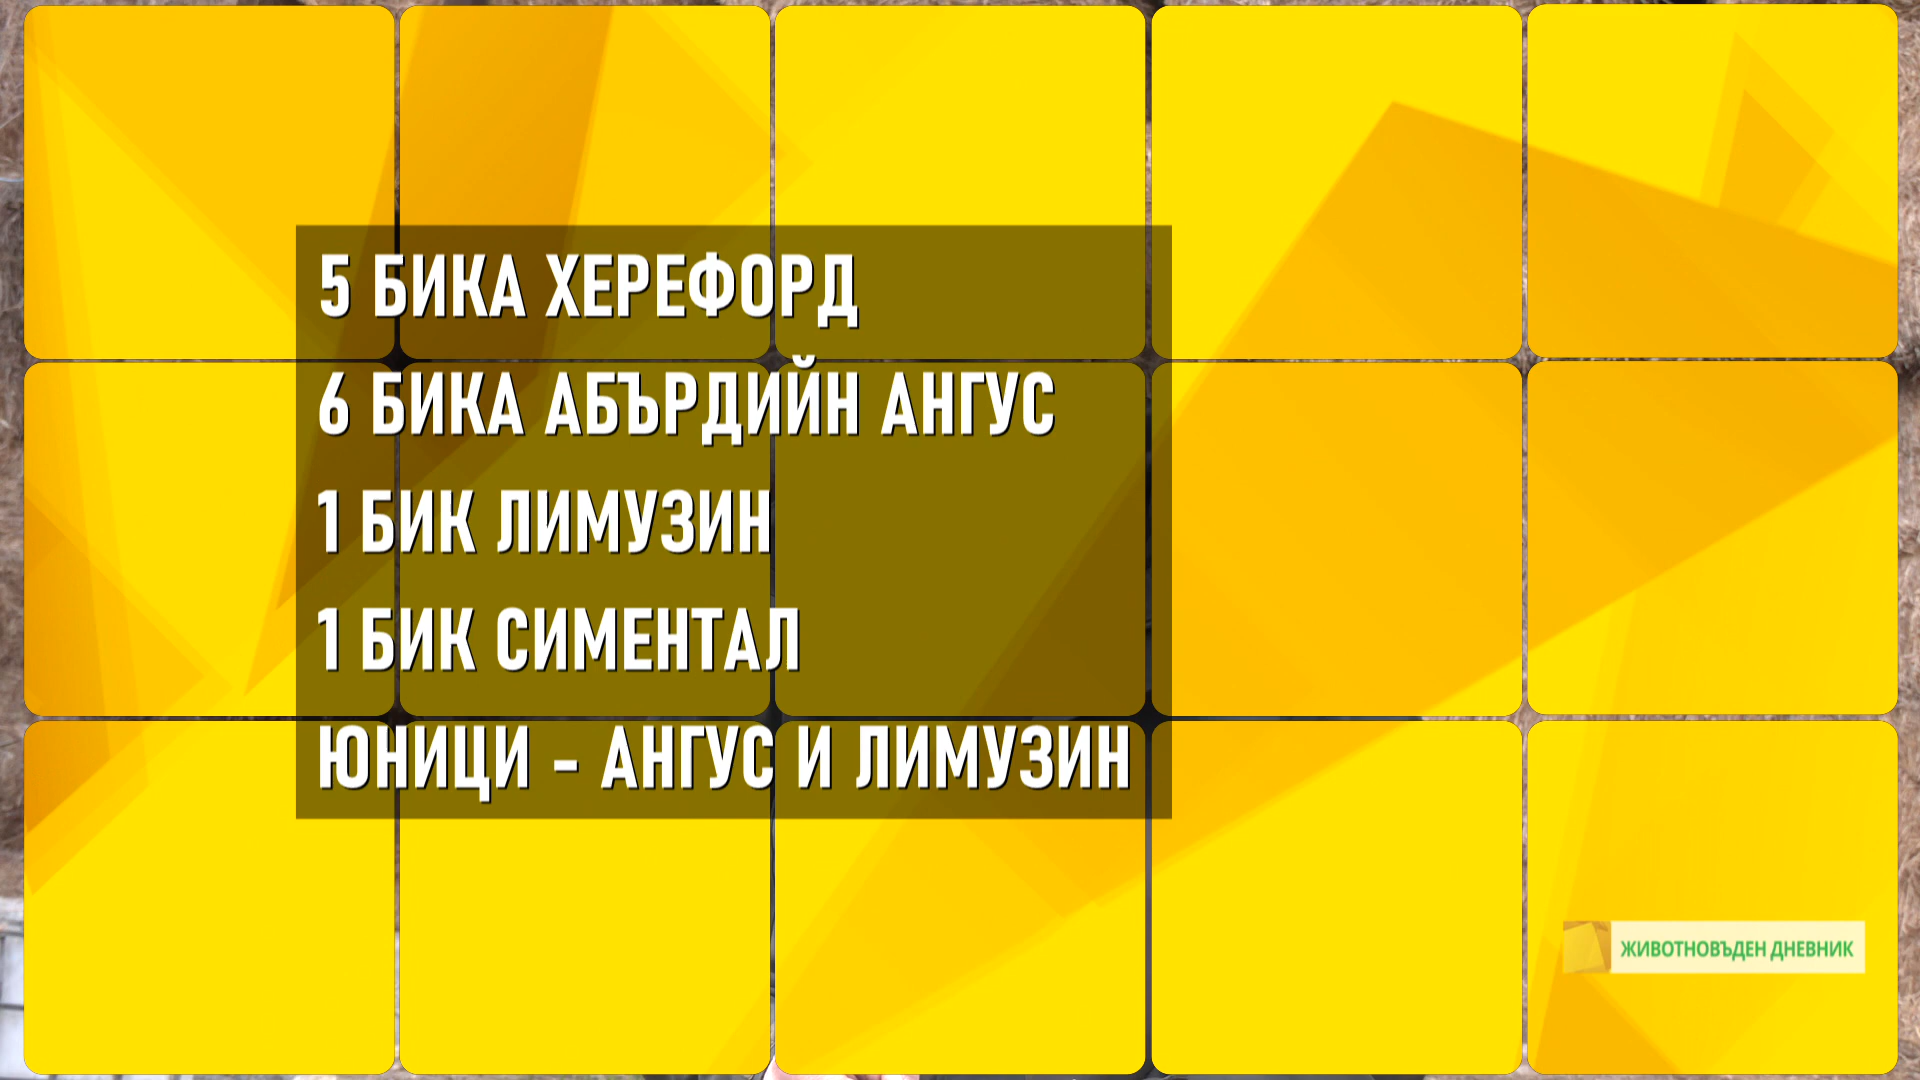 5 БИКА ХЕРЕФОРД
6 БИКА АБЪРДИЙН АНГУС
1 БИК ЛИМУЗИН
1 БИК СИМЕНТАЛ
ЮНИЦИ - АНГУС И ЛИМУЗИН
ЖИВОТНОВЪДЕН ДНЕВНИК